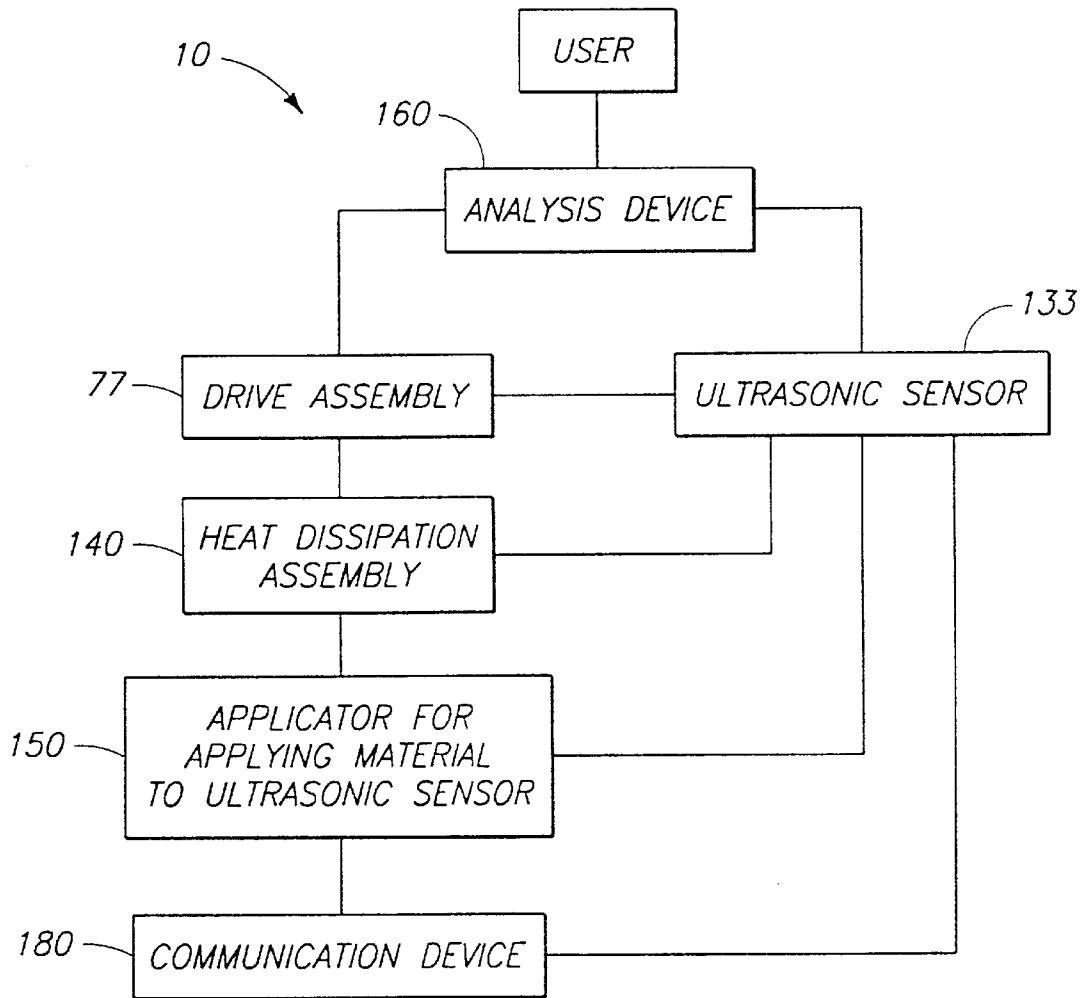 USER
10
160
ANALYSIS DEVICE
133
77
DRIVE ASSEMBLY
ULTRASONIC SENSOR
140
HEAT DISSIPATION
ASSEMBLY
150
APPLICATOR FOR
APPLYING MATERIAL
TO ULTRASONIC SENSOR
180
COMMUNICATION DEVICE